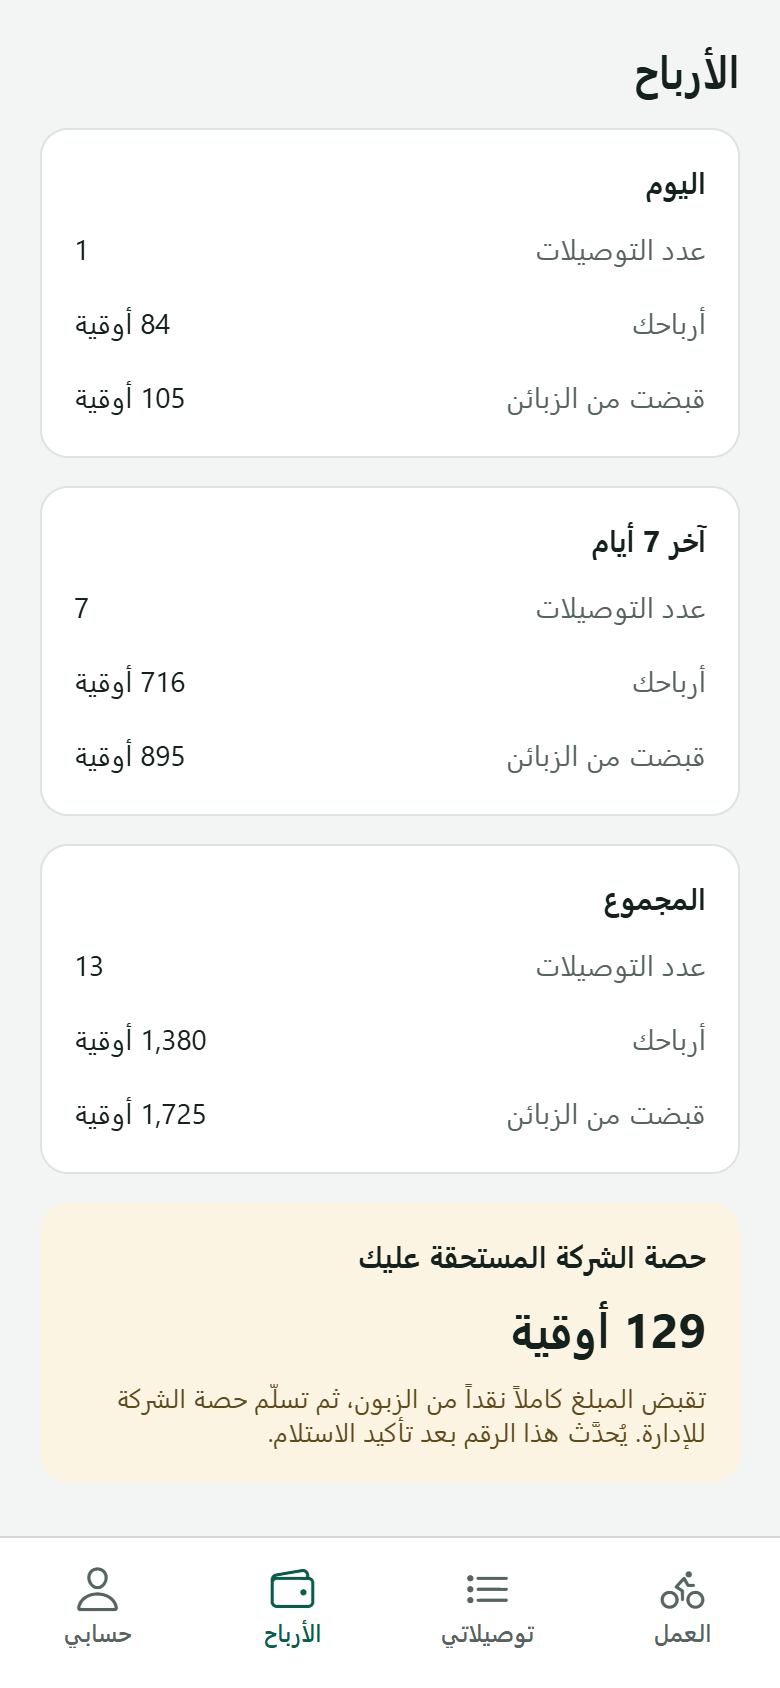 الأرباح
اليوم
عدد التوصيلات 1
أرباحك 84 أوقية
قبضت من الزبائن 105 أوقية
آخر 7 أيام
عدد التوصيلات 7
أرباحك 716 أوقية
قبضت من الزبائن 895 أوقية
المجموع
عدد التوصيلات 13
أرباحك 1,380 أوقية
قبضت من الزبائن 1,725 أوقية
حصة الشركة المستحقة عليك
129 أوقية
تقبض المبلغ كاملاً نقداً من الزبون، ثم تسلّم حصة الشركة
للإدارة. يُحدَّث هذا الرقم بعد تأكيد الاستلام.
العمل توصيلاتي الأرباح حسابي